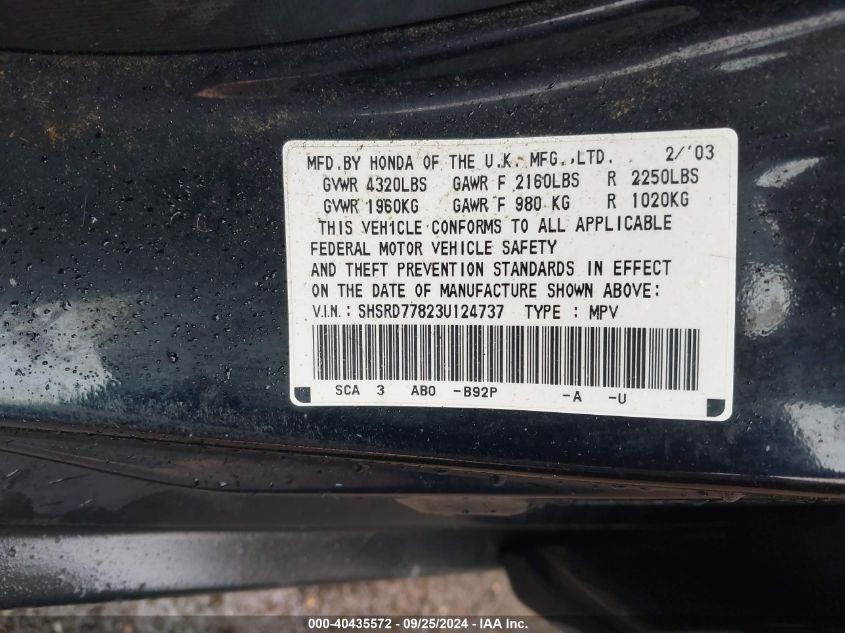 MFD.BY HONDA OF THE U.K. MFG.,LTD. 2/'03
GVWR 4320LBS GAWR F 2160LBS R 2250LBS
GVWR 1960KG GAWR F 980 KG R 1020KG
THIS VEHICLE CONFORMS TO ALL APPLICABLE
FEDERAL MOTOR VEHICLE SAFETY
AND THEFT PREVENTION STANDARDS IN EFFECT
ON THE DATE OF MANUFACTURE SHOWN ABOVE:
V.I.N.: SHSRD77823U124737 TYPE : MPV
SCA 3 AB0 -B92P -A -U
000-40435572 - 09/25/2024 - IAA Inc.